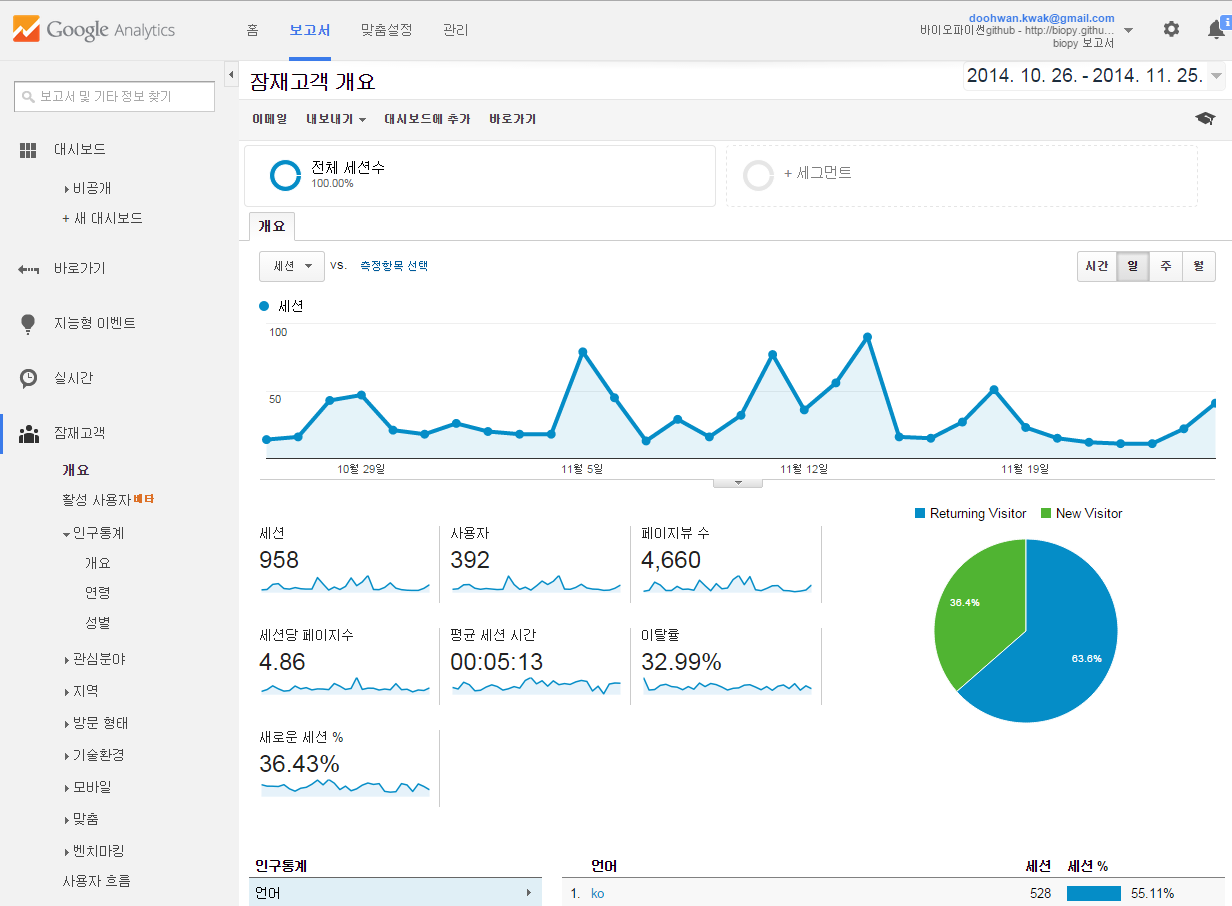 Google Analytics
홈 보고서 맞춤설정 관리
doohwan.kwak@gmail.com
바이오파이썬github - http://biopy.githu...
biopy 보고서
보고서 및 기타 정보 찾기
대시보드
비공개
+ 새 대시보드
바로가기
지능형 이벤트
실시간
잠재고객
개요
활성 사용자 베타
인구통계
개요
연령
성별
관심분야
지역
방문 형태
기술환경
모바일
맞춤
벤치마킹
사용자 흐름
잠재고객 개요
2014. 10. 26. - 2014. 11. 25.
이메일 내보내기 대시보드에 추가 바로가기
전체 세션수
100.00%
+ 세그먼트
개요
세션 vs. 측정항목 선택
시간 일 주 월
세션
100
50
10월 29일 11월 5일 11월 12일 11월 19일
세션
958
사용자
392
페이지뷰 수
4,660
세션당 페이지수
4.86
평균 세션 시간
00:05:13
이탈률
32.99%
새로운 세션 %
36.43%
Returning Visitor New Visitor
36.4%
63.6%
인구통계
언어
언어 세션 세션 %
1. ko 528 55.11%